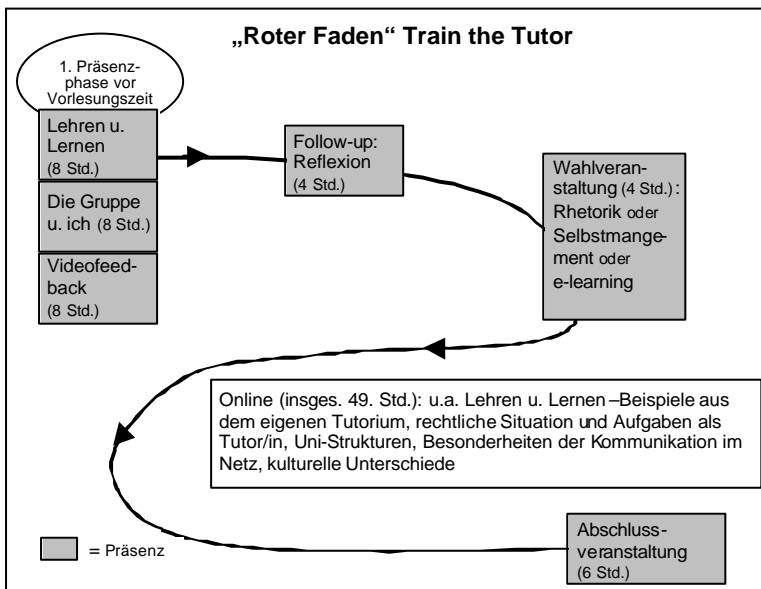 „Roter Faden“ Train the Tutor
1. Präsenz-
phase vor
Vorlesungszeit
Lehren u.
Lernen
(8 Std.)
Die Gruppe
u. ich (8 Std.)
Videofeed-
back
(8 Std.)
Follow-up:
Reflexion
(4 Std.)
Wahlveran-
staltung (4 Std.):
Rhetorik oder
Selbstmange-
ment oder
e-learning
Online (insges. 49. Std.): u.a. Lehren u. Lernen –Beispiele aus
dem eigenen Tutorium, rechtliche Situation und Aufgaben als
Tutor/in, Uni-Strukturen, Besonderheiten der Kommunikation im
Netz, kulturelle Unterschiede
Abschluss-
veranstaltung
(6 Std.)
= Präsenz